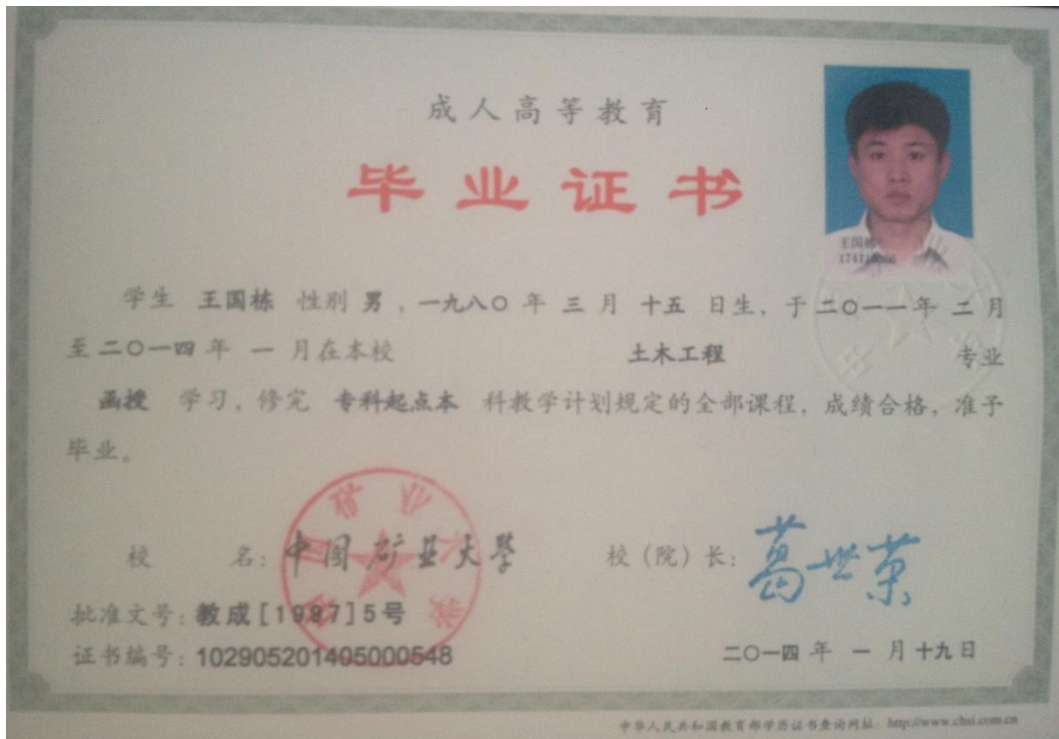 成人高等教育
毕业证书
王国栋
学生 王国栋 性别 男，一九八〇年 三 月 十五 日生，于二〇一一年 二 月
至二〇一四年 一 月在本校 土木工程 专业
函授 学习，修完 专科起点本 科教学计划规定的全部课程，成绩合格，准予
毕业。
校 名：中国矿业大学 校（院）长：葛世荣
批准文号：教成[1997]5号
证书编号：102905201405000548 二〇一四年 一 月十九日
中华人民共和国教育部学历证书查询网址：http://www.chsi.com.cn